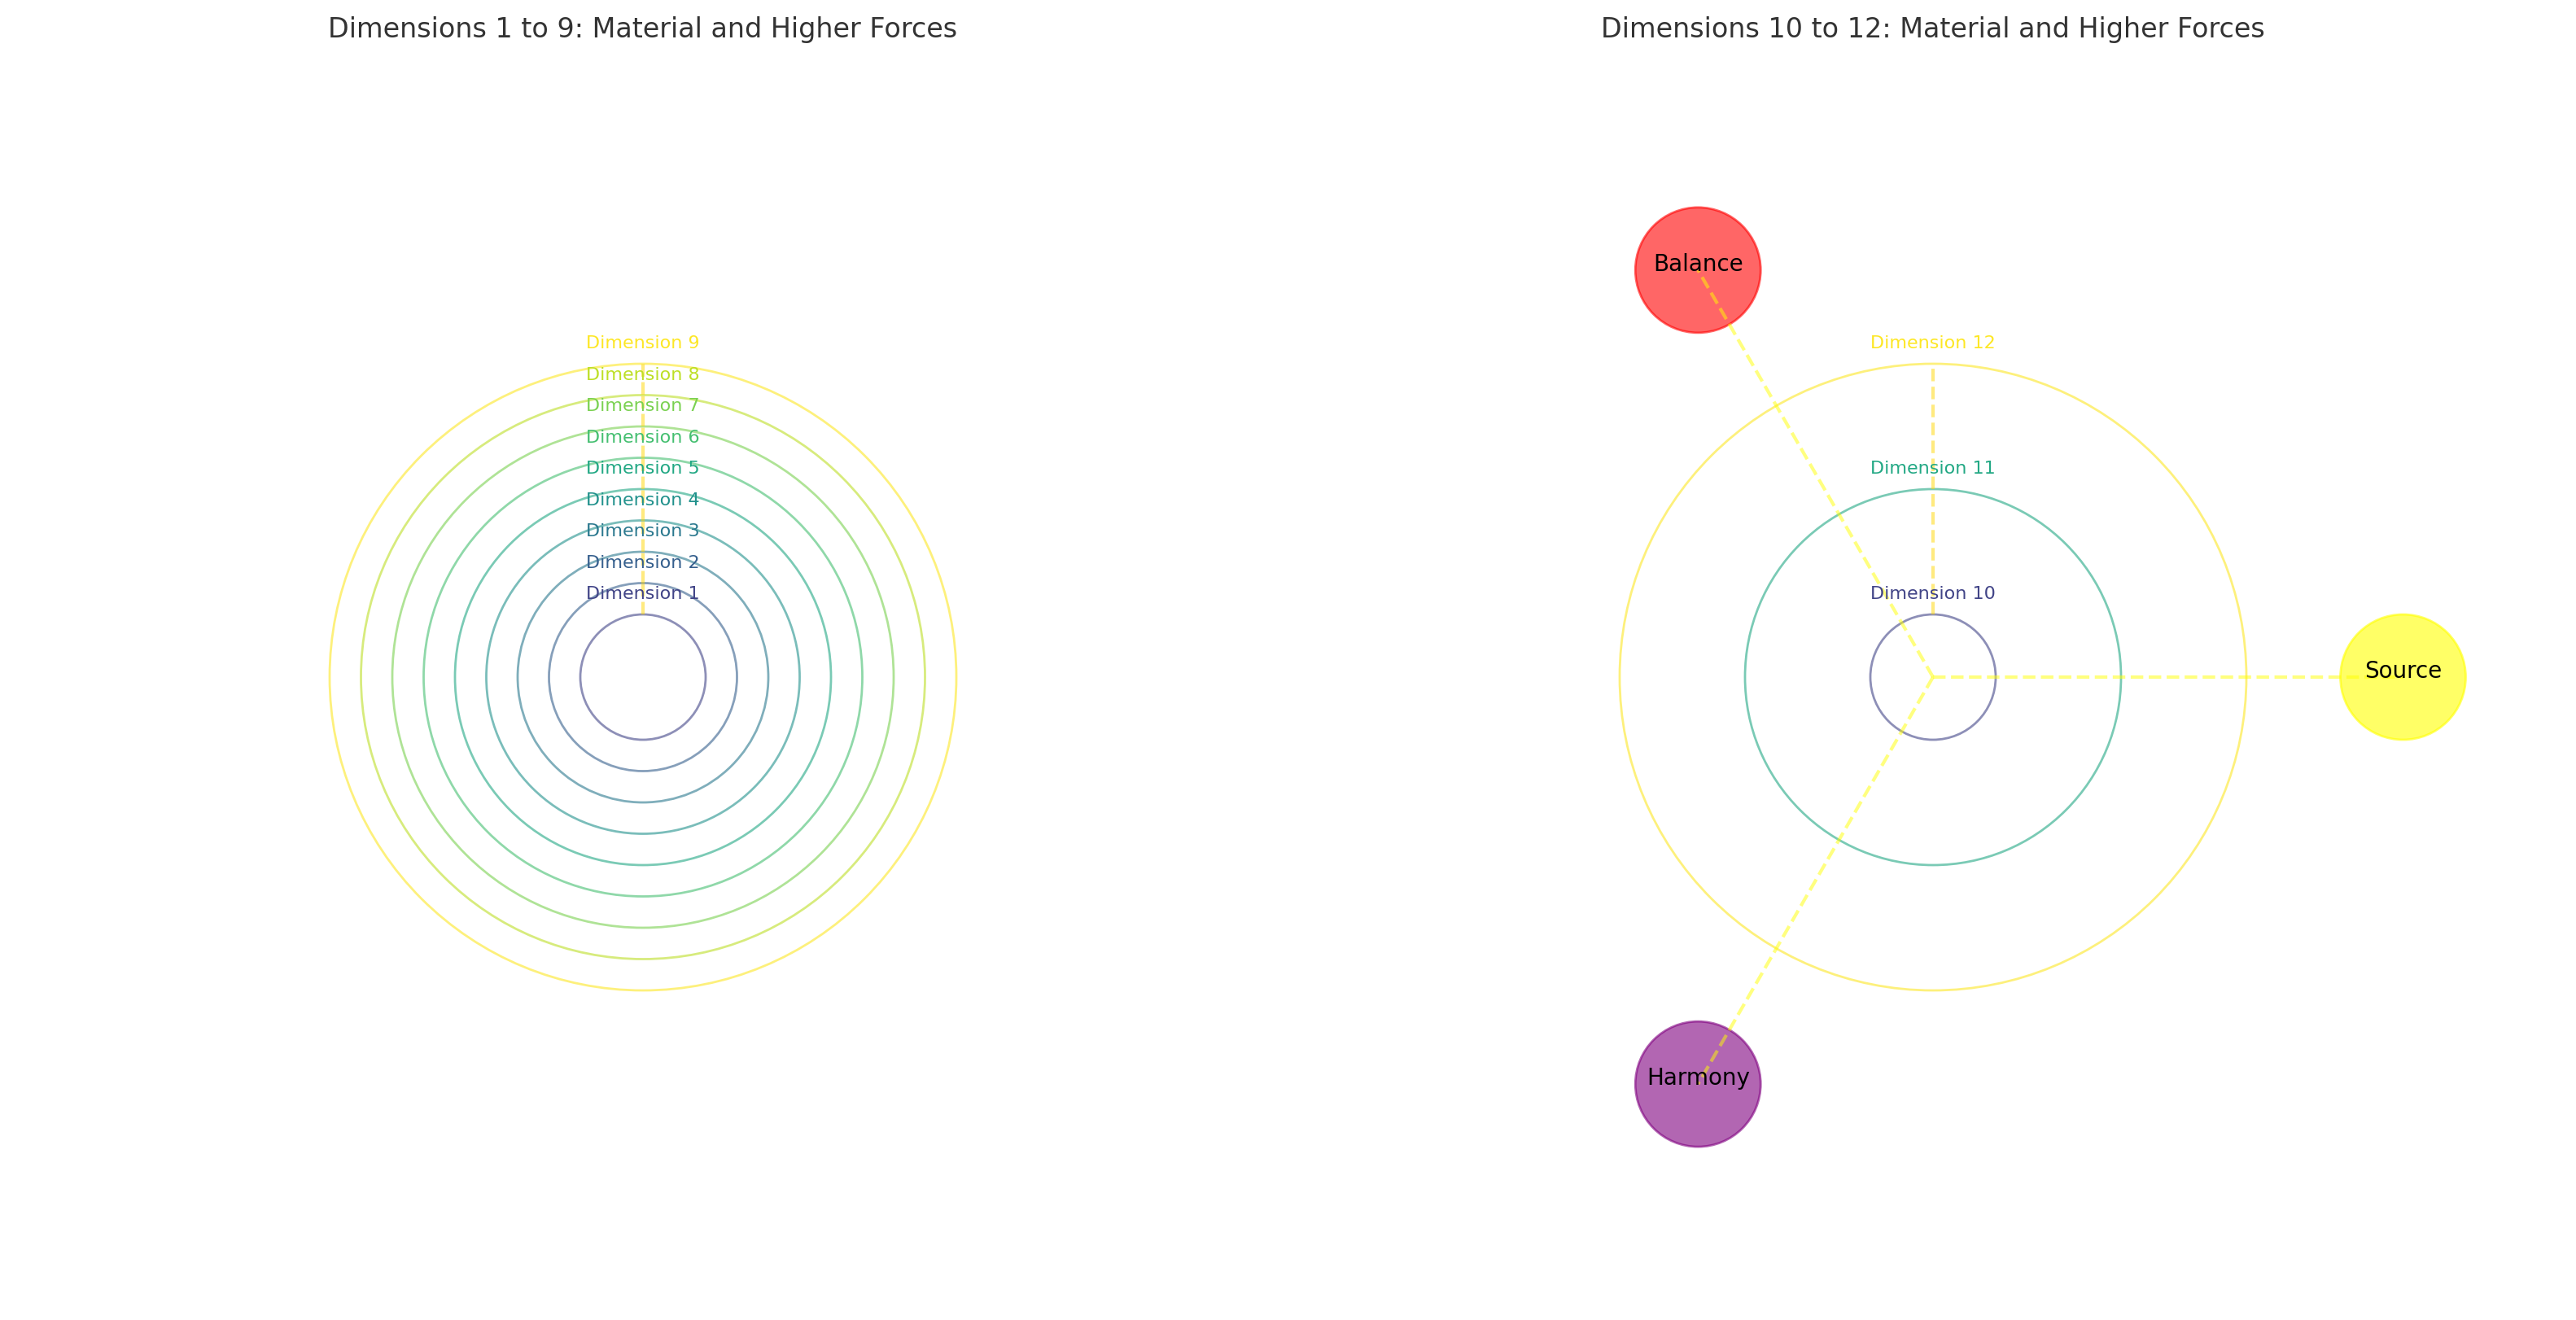 Dimensions 1 to 9: Material and Higher Forces
Dimension 9
Dimension 8
Dimension 7
Dimension 6
Dimension 5
Dimension 4
Dimension 3
Dimension 2
Dimension 1
Dimensions 10 to 12: Material and Higher Forces
Balance
Dimension 12
Dimension 11
Dimension 10
Source
Harmony